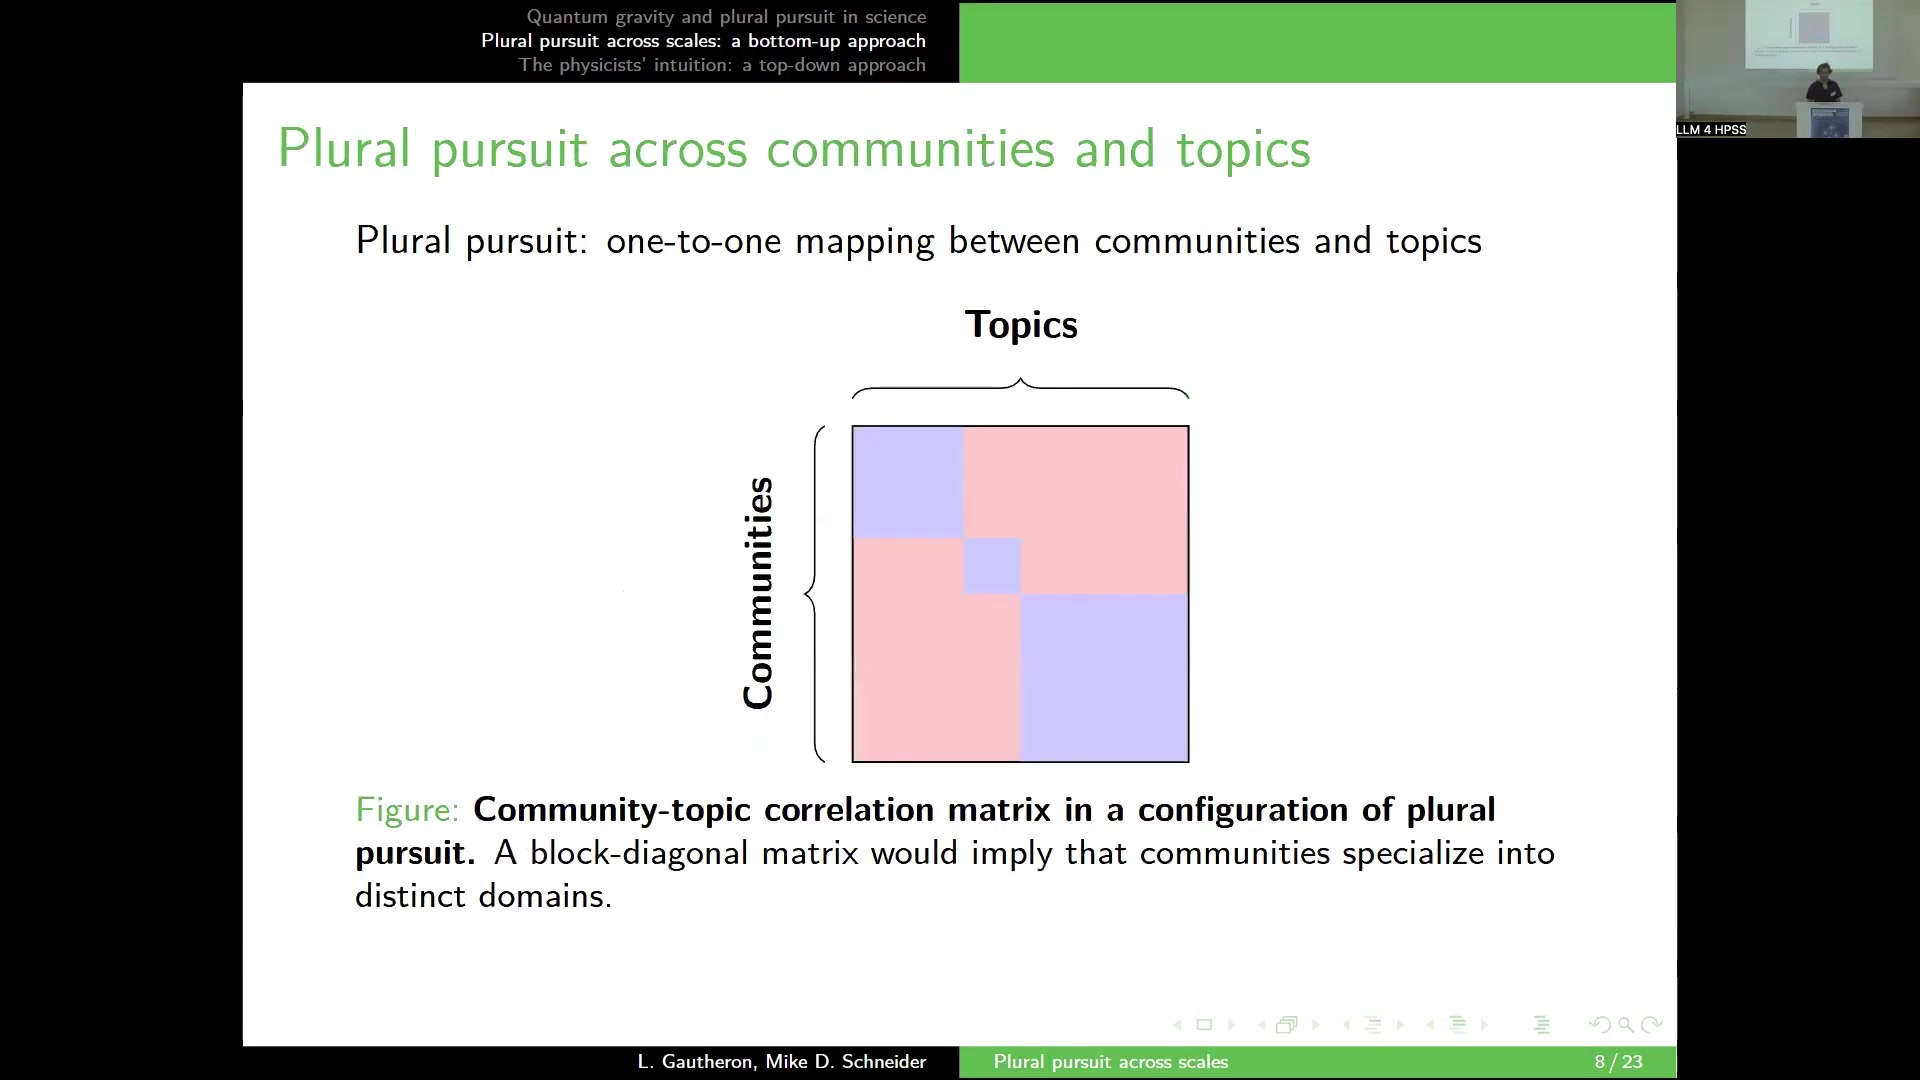 Quantum gravity and plural pursuit in science
Plural pursuit across scales: a bottom-up approach
The physicists' intuition: a top-down approach
LLM 4 HPSS
Plural pursuit across communities and topics
Plural pursuit: one-to-one mapping between communities and topics
Topics
Communities
Figure: Community-topic correlation matrix in a configuration of plural
pursuit. A block-diagonal matrix would imply that communities specialize into
distinct domains.
L. Gautheron, Mike D. Schneider
Plural pursuit across scales
8 / 23